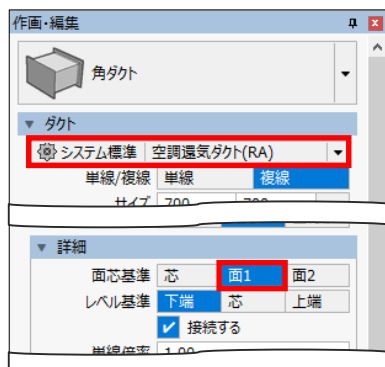 作画・編集
角ダクト
ダクト
システム標準 空調還気ダクト(RA)
単線/複線 単線 複線
サイズ 700 700
詳細
面芯基準 芯 面1 面2
レベル基準 下端 芯 上端
接続する
単線倍率 1.00